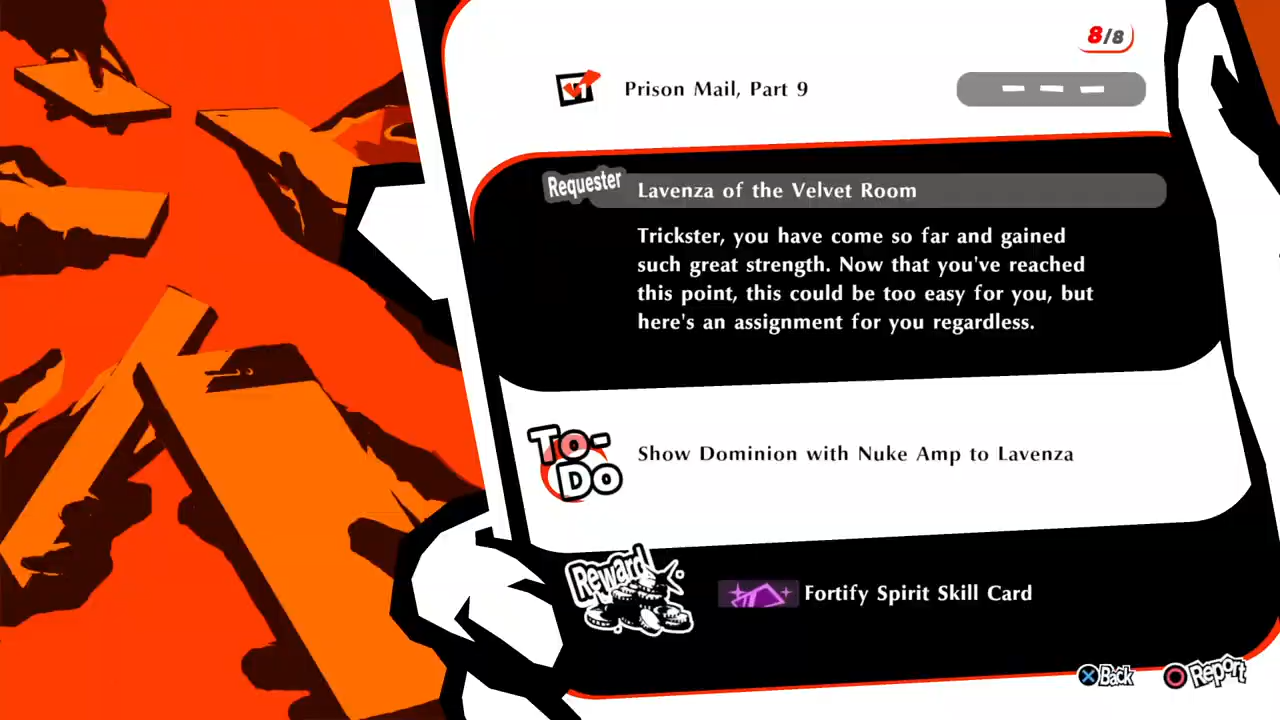 8/8
Prison Mail, Part 9
Requester
Lavenza of the Velvet Room
Trickster, you have come so far and gained
such great strength. Now that you've reached
this point, this could be too easy for you, but
here's an assignment for you regardless.
To-
Do
Show Dominion with Nuke Amp to Lavenza
Reward
Fortify Spirit Skill Card
Back
Report